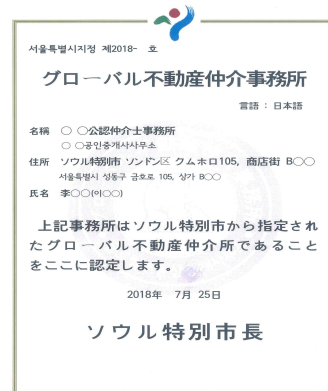 서울특별시지정 제2018- 호
グローバル不動産仲介事務所
言語 : 日本語
名稱 ○ ○公認仲介士事務所
○ ○공인중개사사무소
住所 ソウル特別市 ソンドン区 クムホロ105, 商店街 B○○
서울특별시 성동구 금호로 105, 상가 B○○
氏名 李○○(이○○)
上記事務所はソウル特別市から指定され
たグローバル不動産仲介所であること
をここに認定します。
2018年 7月 25日
ソウル特別市長